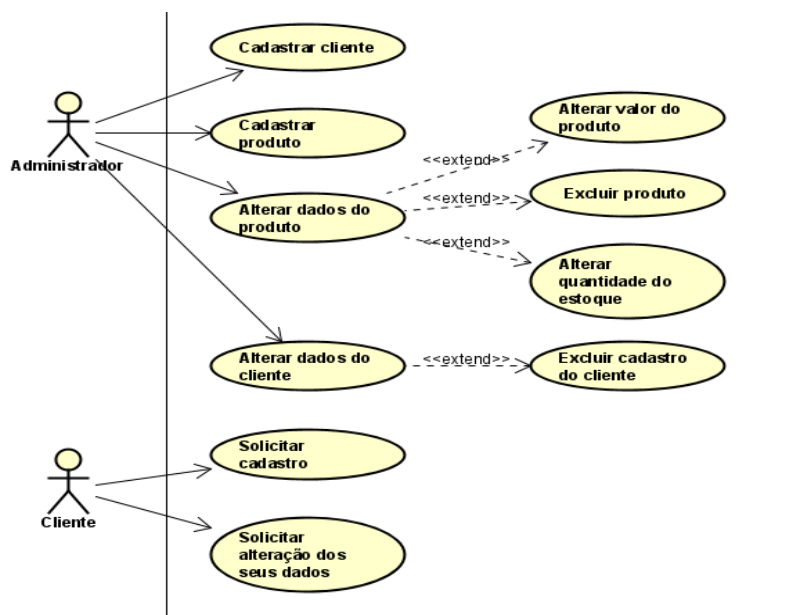 Cadastrar cliente
Administrador
Cadastrar
produto
Alterar dados do
produto
<<extend>>
<<extend>>
<<extend>>
Alterar valor do
produto
Excluir produto
Alterar
quantidade do
estoque
Alterar dados do
cliente
<<extend>>
Excluir cadastro
do cliente
Cliente
Solicitar
cadastro
Solicitar
alteração dos
seus dados